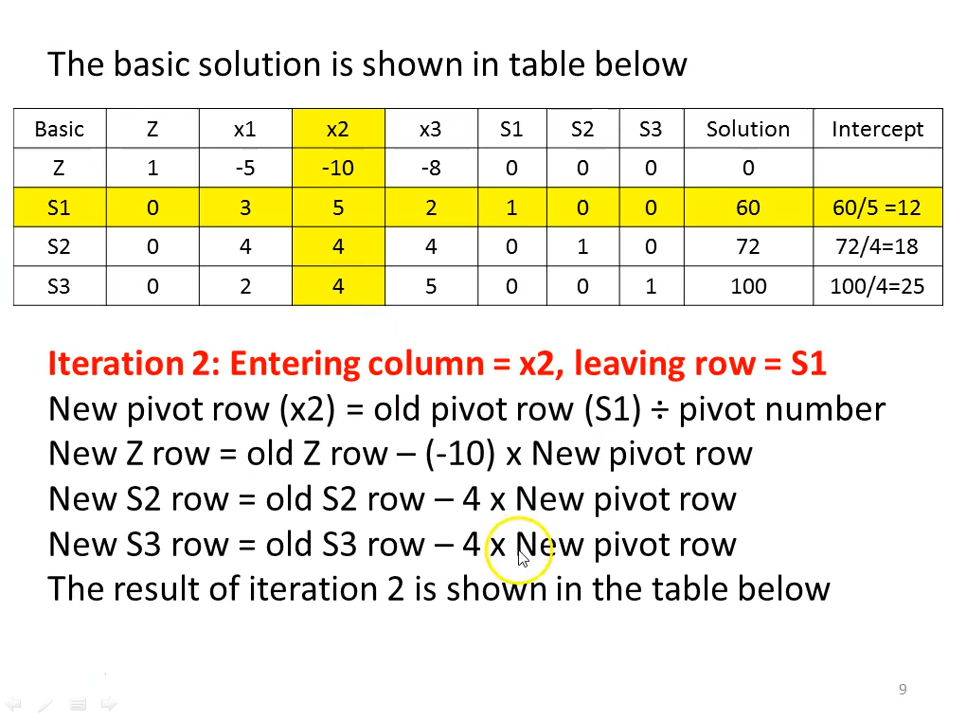 The basic solution is shown in table below
Basic Z x1 x2 x3 S1 S2 S3 Solution Intercept
Z 1 -5 -10 -8 0 0 0 0
S1 0 3 5 2 1 0 0 60 60/5 =12
S2 0 4 4 4 0 1 0 72 72/4=18
S3 0 2 4 5 0 0 1 100 100/4=25
Iteration 2: Entering column = x2, leaving row = S1
New pivot row (x2) = old pivot row (S1) ÷ pivot number
New Z row = old Z row – (-10) x New pivot row
New S2 row = old S2 row – 4 x New pivot row
New S3 row = old S3 row – 4 x New pivot row
The result of iteration 2 is shown in the table below
9